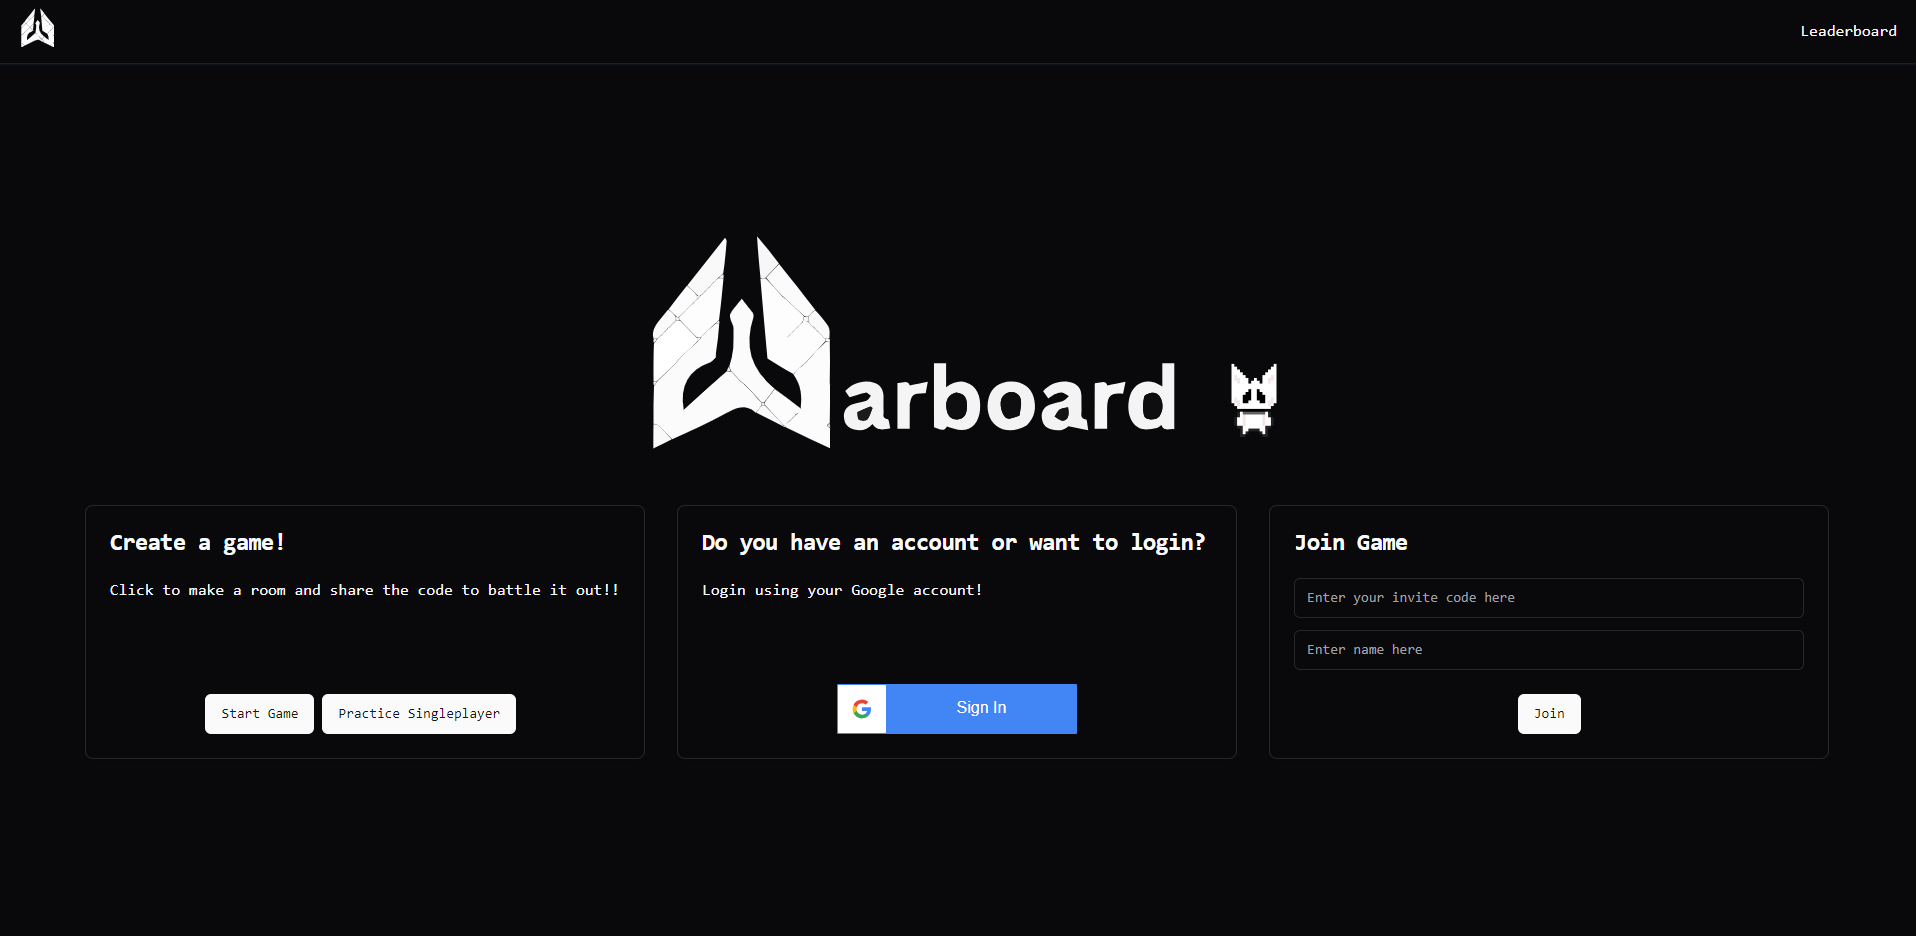 Leaderboard
Warboard
Create a game!
Click to make a room and share the code to battle it out!!
Start Game
Practice Singleplayer
Do you have an account or want to login?
Login using your Google account!
G Sign In
Join Game
Enter your invite code here
Enter name here
Join